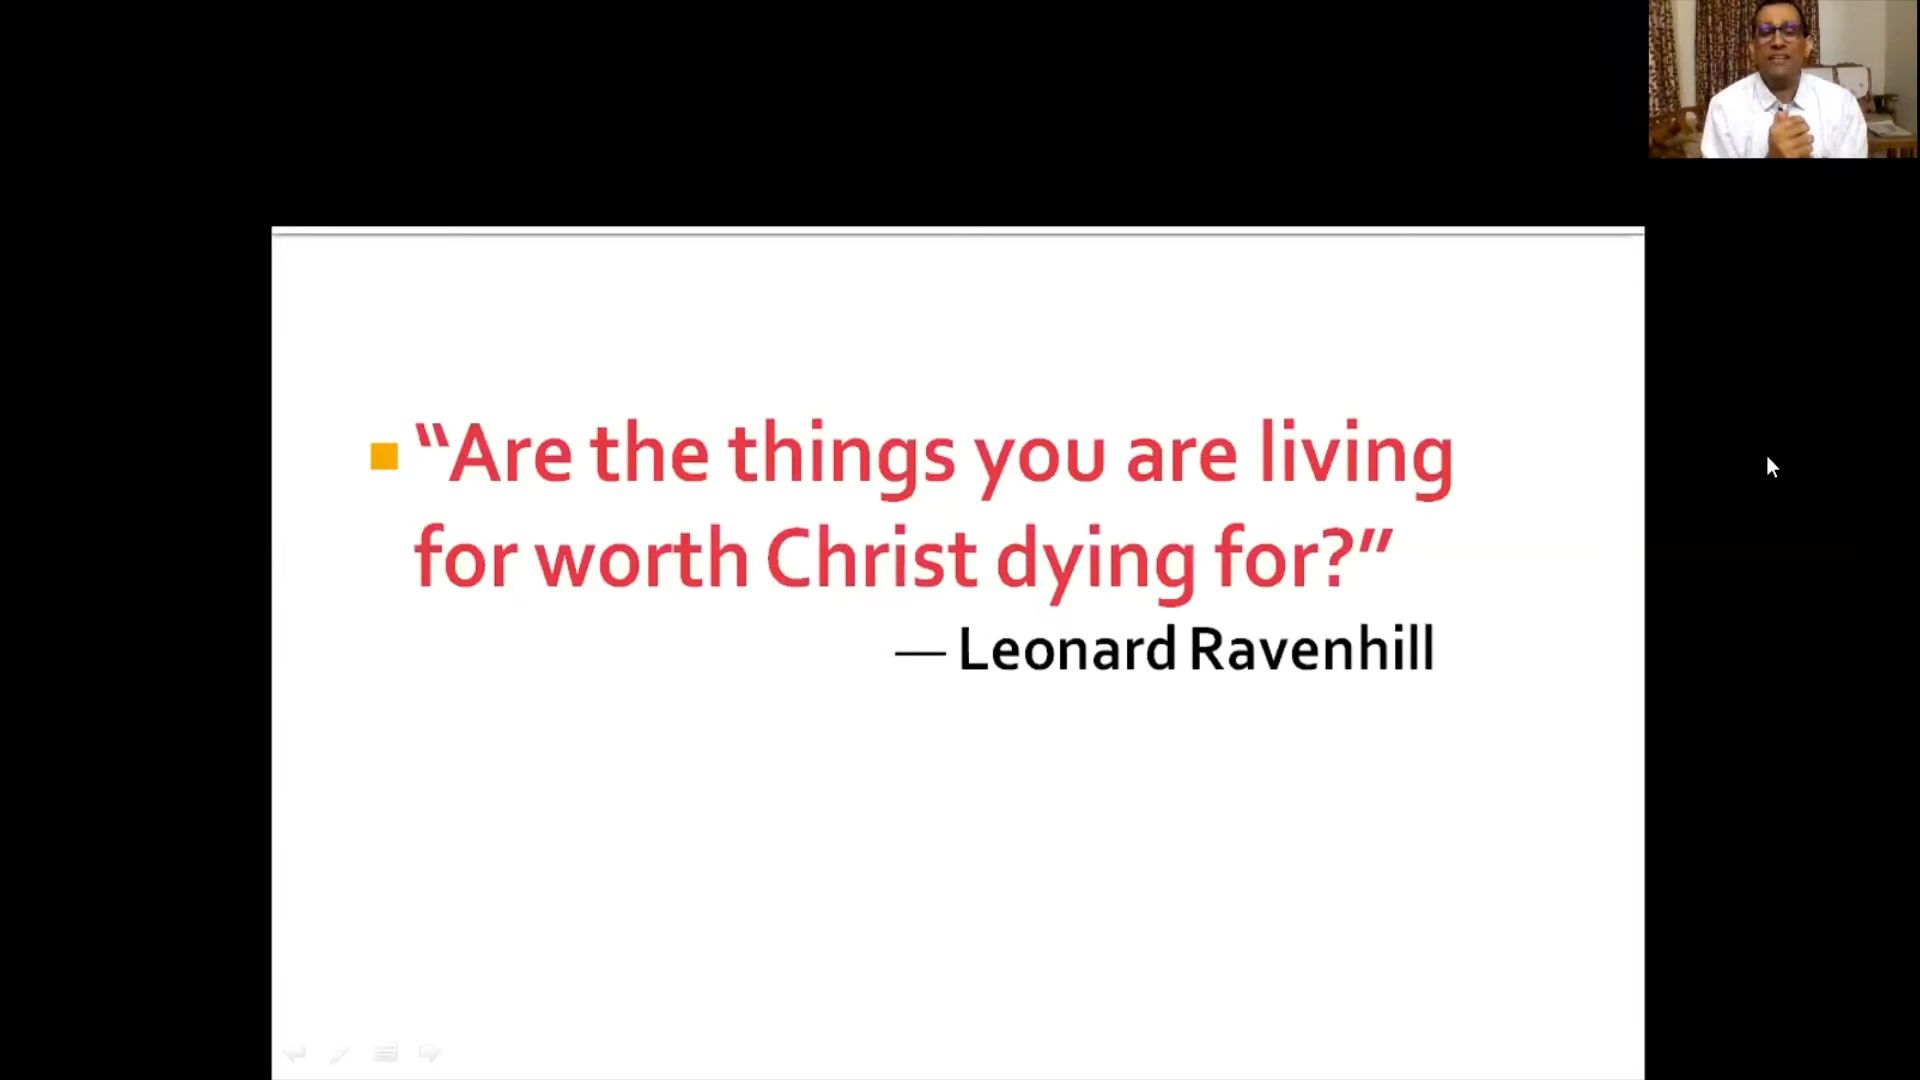 “Are the things you are living
for worth Christ dying for?”
— Leonard Ravenhill